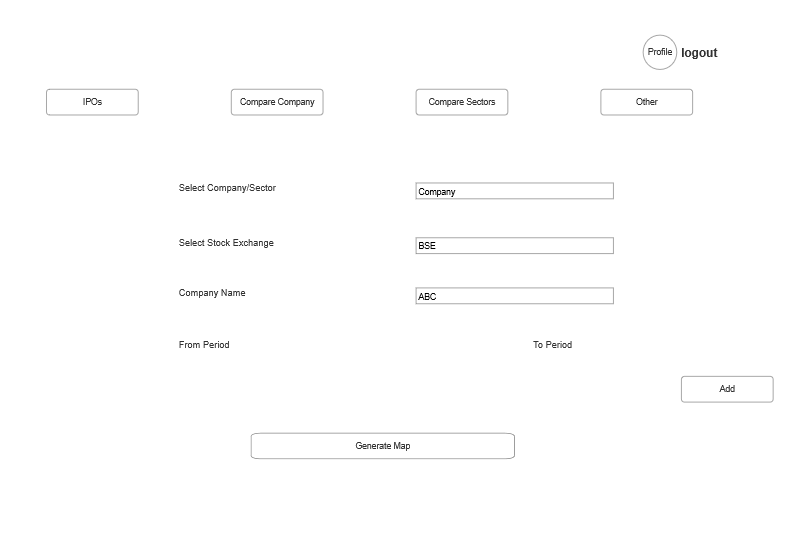 Profile logout
IPOs Compare Company Compare Sectors Other
Select Company/Sector Company
Select Stock Exchange BSE
Company Name ABC
From Period To Period
Add
Generate Map